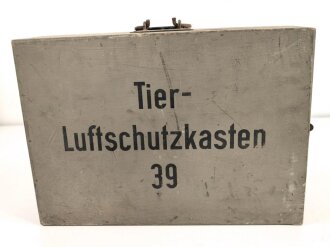 Tier-
Luftschutzkasten
39